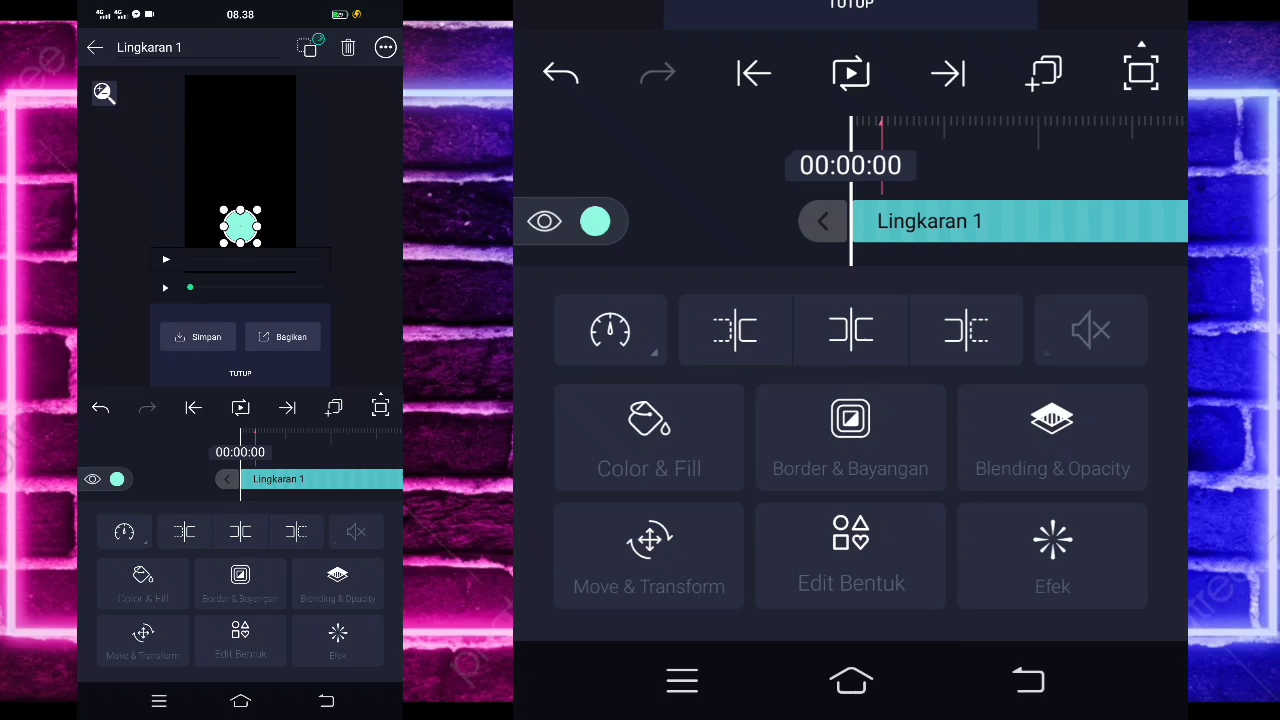 08.38
Lingkaran 1
Simpan
Bagikan
TUTUP
00:00:00
Lingkaran 1
Color & Fill
Border & Bayangan
Blending & Opacity
Move & Transform
Edit Bentuk
Efek
TUTUP
00:00:00
Lingkaran 1
Color & Fill
Border & Bayangan
Blending & Opacity
Move & Transform
Edit Bentuk
Efek